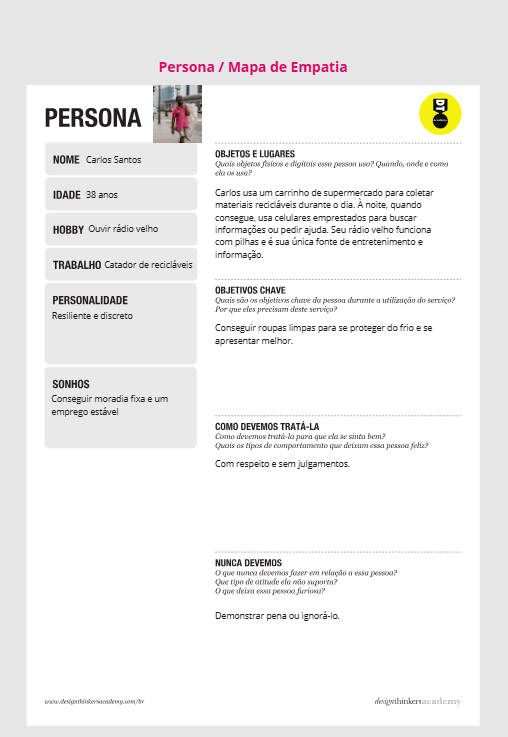 Persona / Mapa de Empatia
PERSONA
NOME Carlos Santos
IDADE 38 anos
HOBBY Ouvir rádio velho
TRABALHO Catador de recicláveis
PERSONALIDADE
Resiliente e discreto
SONHOS
Conseguir moradia fixa e um
emprego estável
OBJETOS E LUGARES
Quais objetos físicos e digitais essa pessoa usa? Quando, onde e como
ela os usa?
Carlos usa um carrinho de supermercado para coletar
materiais recicláveis durante o dia. À noite, quando
consegue, usa celulares emprestados para buscar
informações ou pedir ajuda. Seu rádio velho funciona
com pilhas e é sua única fonte de entretenimento e
informação.
OBJETIVOS CHAVE
Quais são os objetivos chave da pessoa durante a utilização do serviço?
Por que eles precisam deste serviço?
Conseguir roupas limpas para se proteger do frio e se
apresentar melhor.
COMO DEVEMOS TRATÁ-LA
Como devemos tratá-la para que ela se sinta bem?
Quais os tipos de comportamento que deixam essa pessoa feliz?
Com respeito e sem julgamentos.
NUNCA DEVEMOS
O que nunca devemos fazer em relação a essa pessoa?
Que tipo de atitude ela não suporta?
O que deixa essa pessoa furiosa?
Demonstrar pena ou ignorá-lo.
www.designthinkersacademy.com/br
designthinkersacademy